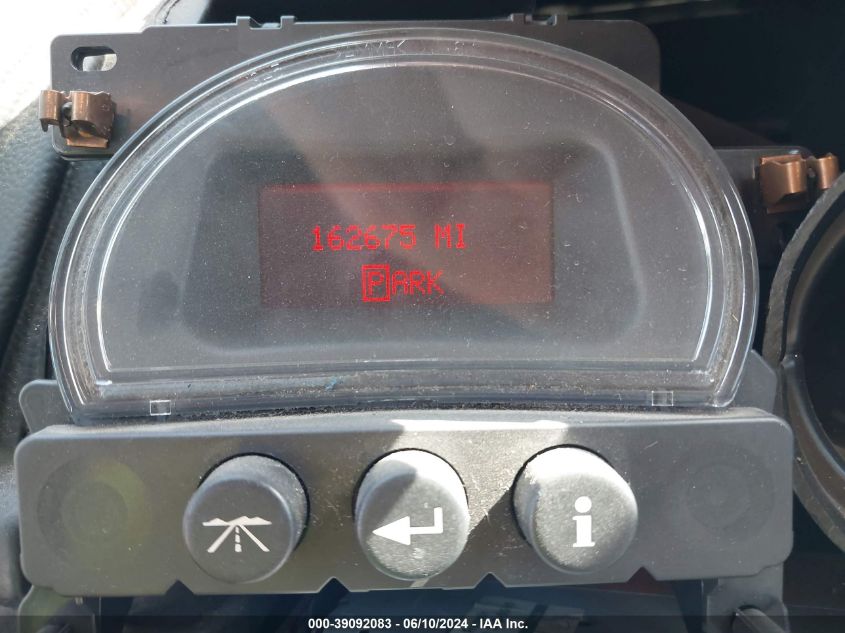 162675 MI
PARK
i
000-39092083 - 06/10/2024 - IAA Inc.